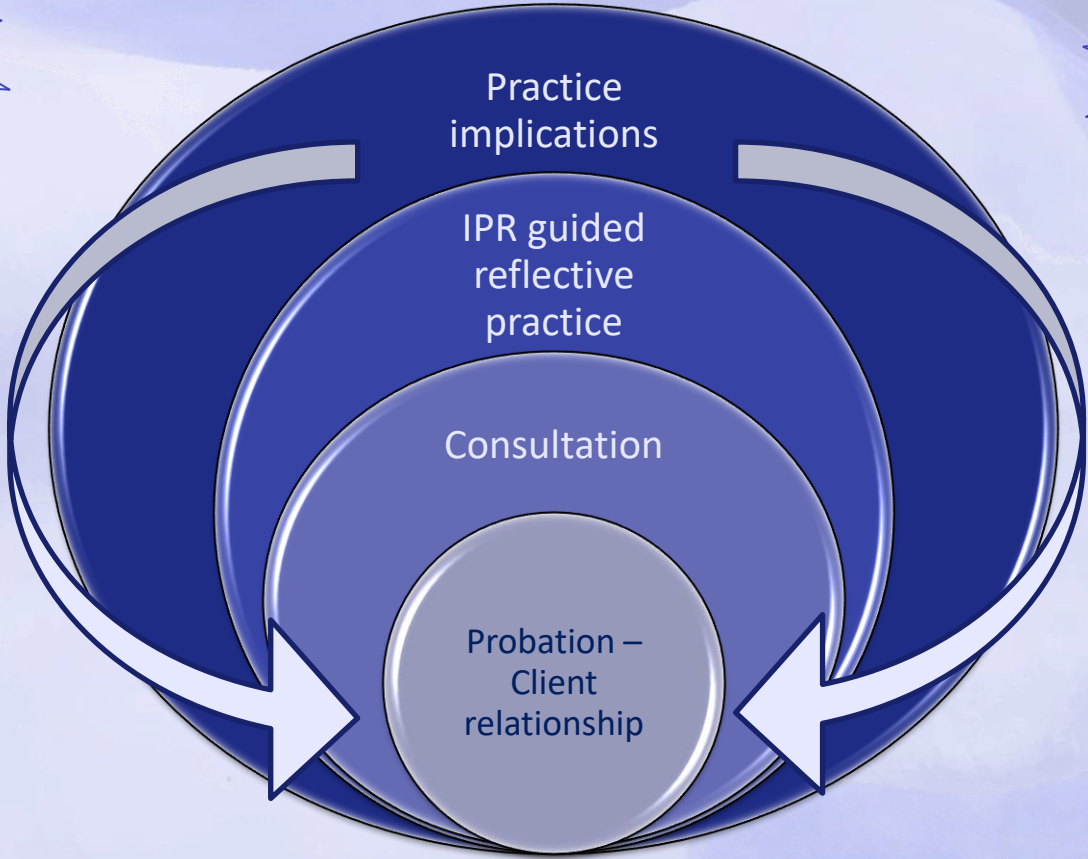 Practice
implications
IPR guided
reflective
practice
Consultation
Probation –
Client
relationship